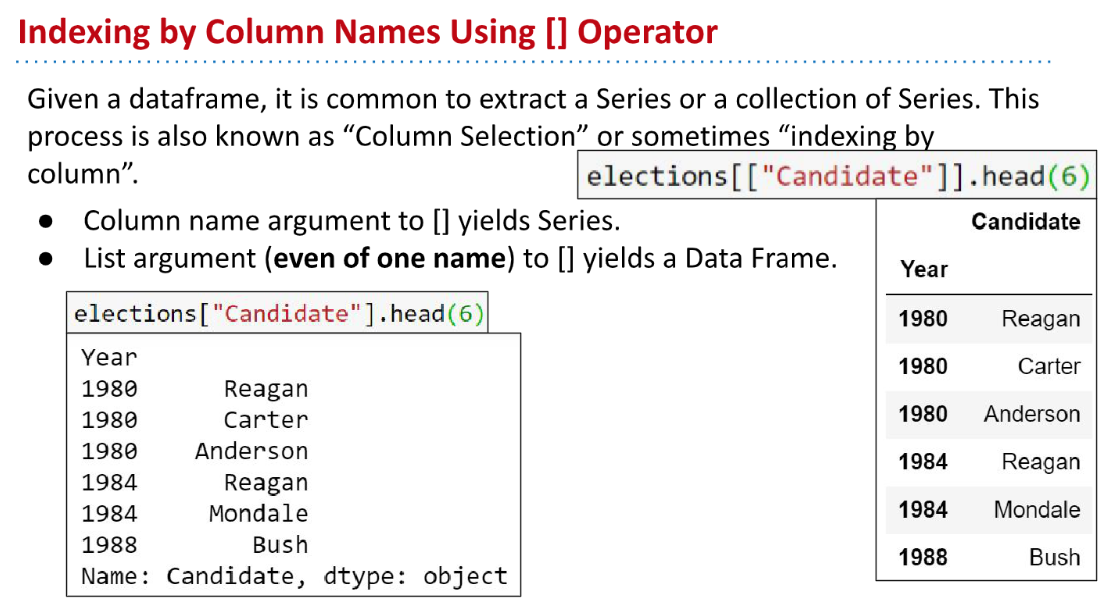 Indexing by Column Names Using [] Operator
Given a dataframe, it is common to extract a Series or a collection of Series. This
process is also known as “Column Selection” or sometimes “indexing by
column”.
● Column name argument to [] yields Series.
● List argument (even of one name) to [] yields a Data Frame.
elections["Candidate"].head(6)
Year
1980 Reagan
1980 Carter
1980 Anderson
1984 Reagan
1984 Mondale
1988 Bush
Name: Candidate, dtype: object
elections[["Candidate"]].head(6)
Candidate
Year
1980 Reagan
1980 Carter
1980 Anderson
1984 Reagan
1984 Mondale
1988 Bush